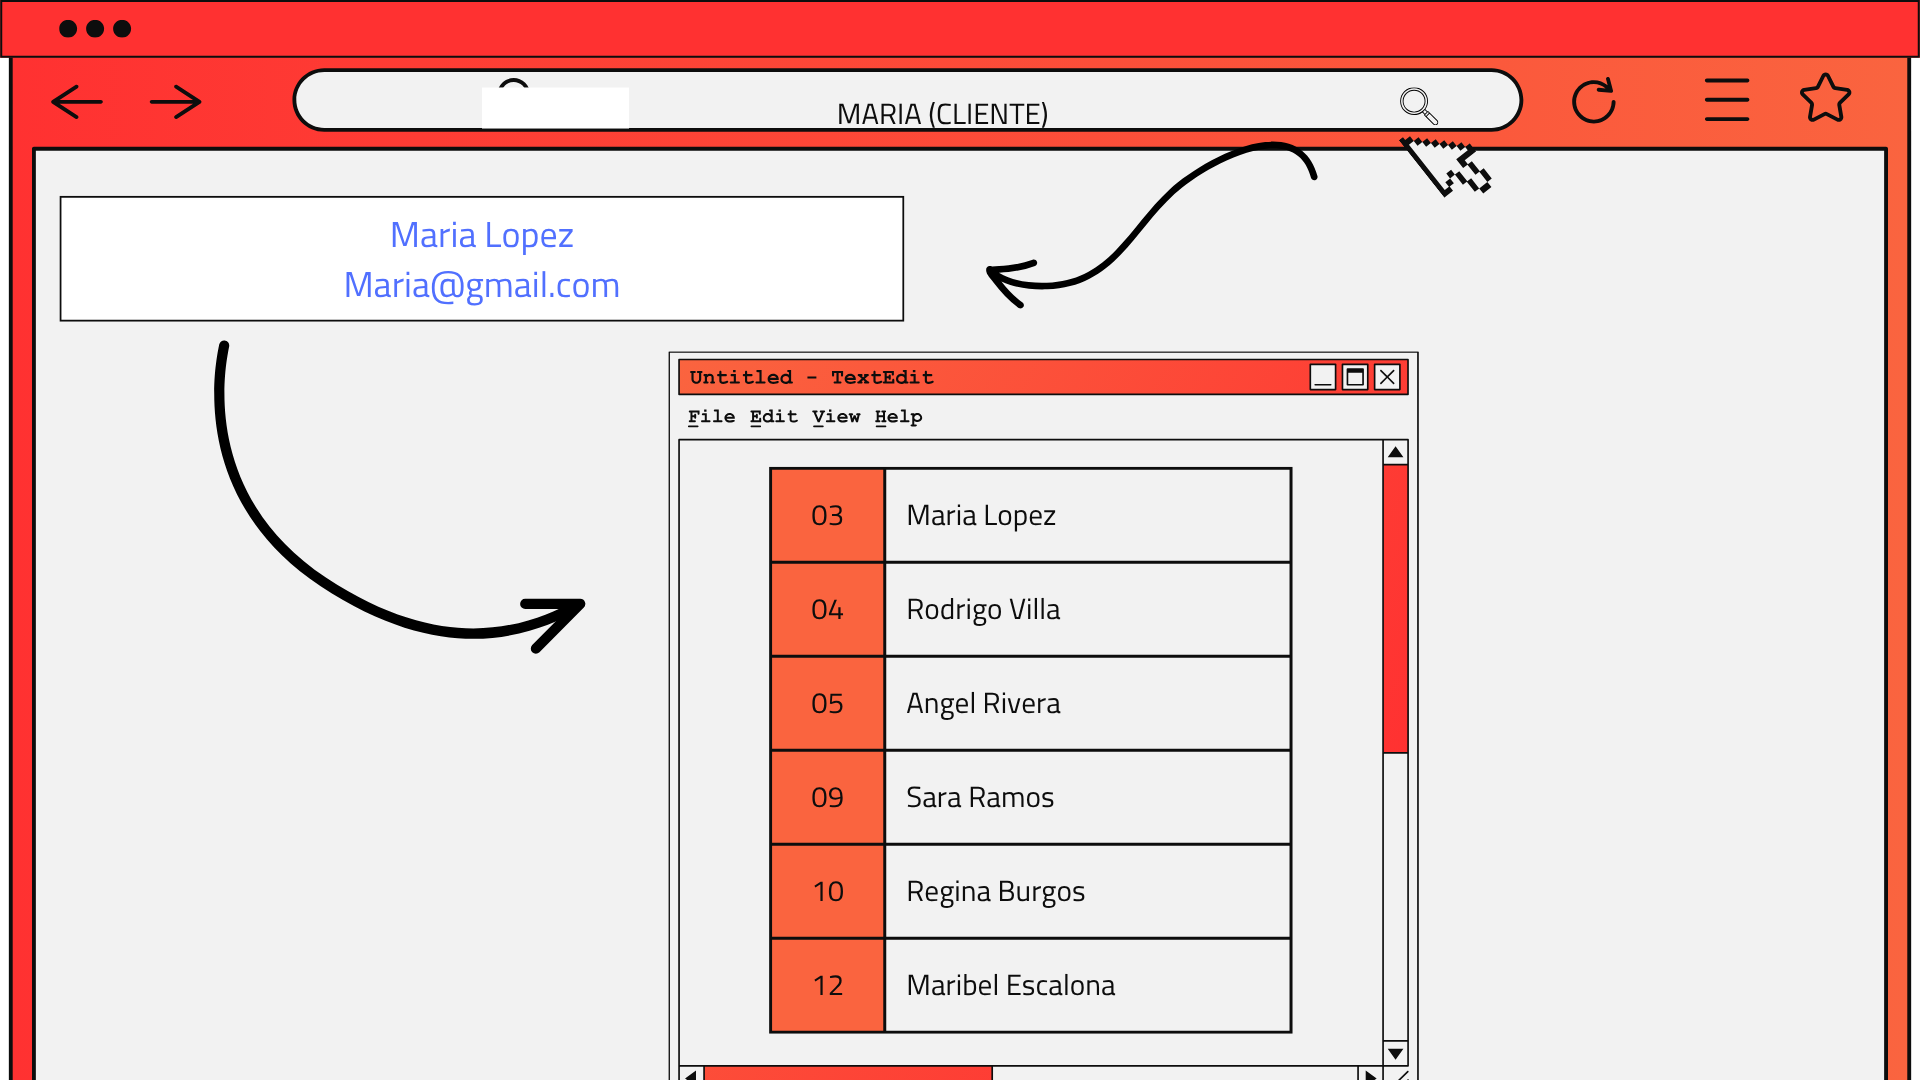 MARIA (CLIENTE)
Maria Lopez
Maria@gmail.com
Untitled - TextEdit
File Edit View Help
03 Maria Lopez
04 Rodrigo Villa
05 Angel Rivera
09 Sara Ramos
10 Regina Burgos
12 Maribel Escalona